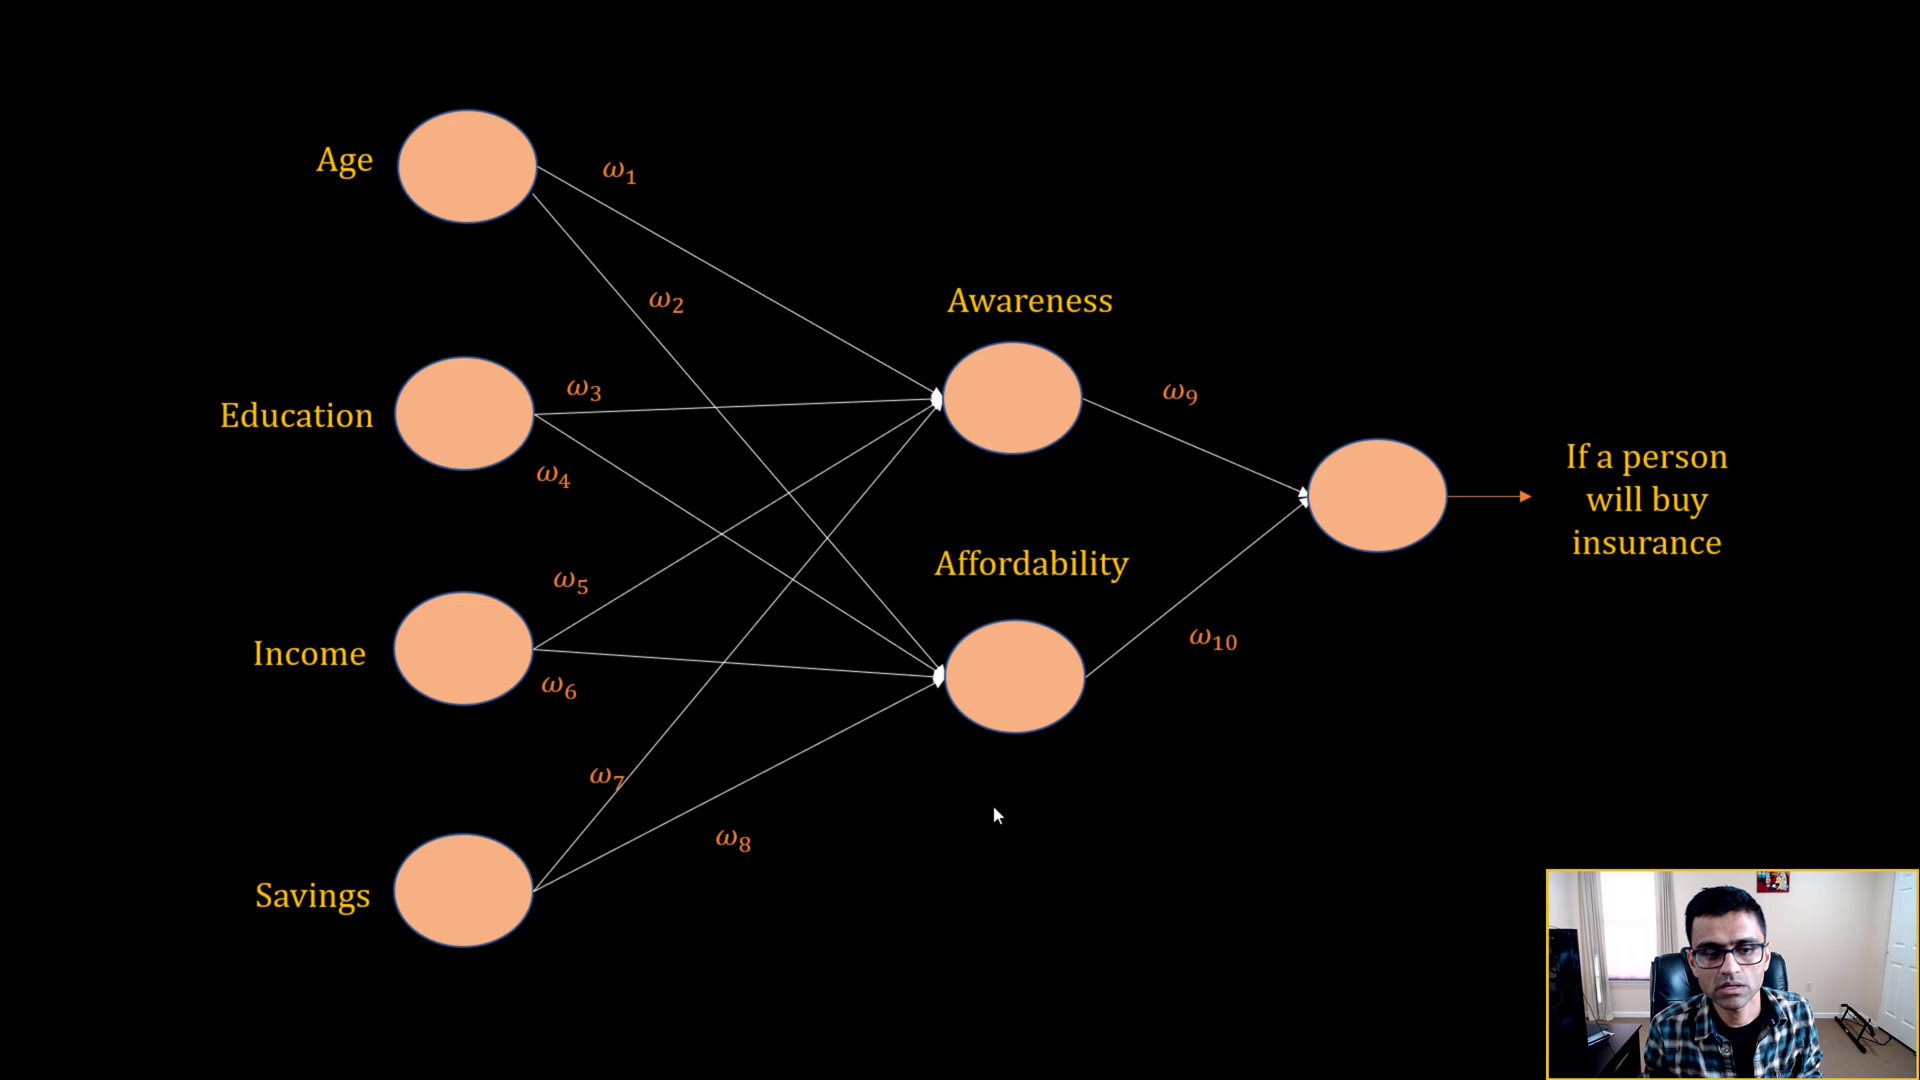 Age
ω1
ω2
Awareness
Education
ω3
ω4
ω9
If a person
will buy
insurance
Affordability
ω5
Income
ω6
ω10
ω7
ω8
Savings